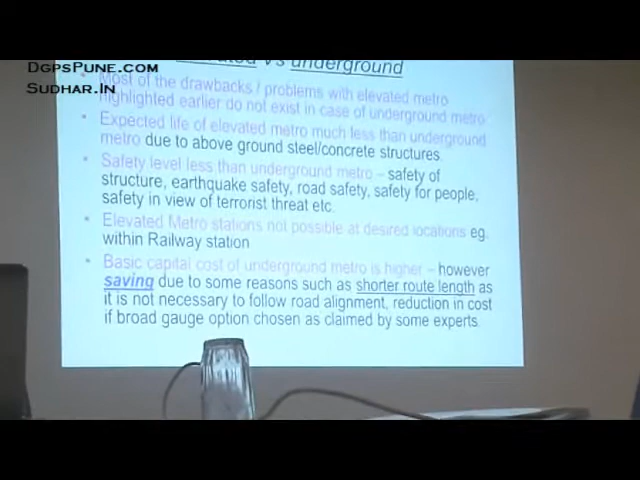 DgpsPune.com
Sudhar.In
vs underground
Most of the drawbacks / problems with elevated metro
highlighted earlier do not exist in case of underground metro
Expected life of elevated metro much less than underground
metro due to above ground steel/concrete structures.
Safety level less than underground metro – safety of
structure, earthquake safety, road safety, safety for people,
safety in view of terrorist threat etc.
Elevated Metro stations not possible at desired locations eg.
within Railway station
Basic capital cost of underground metro is higher – however
saving due to some reasons such as shorter route length as
it is not necessary to follow road alignment, reduction in cost
if broad gauge option chosen as claimed by some experts.